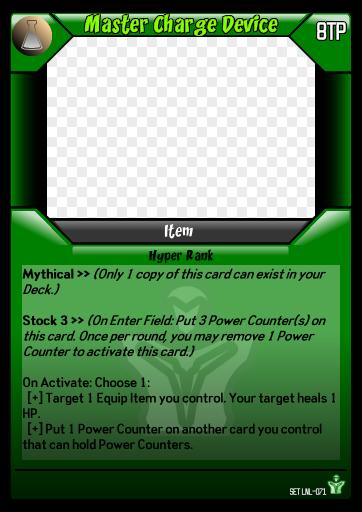 Master Charge Device
8TP
Item
Hyper Rank
Mythical >> (Only 1 copy of this card can exist in your
Deck.)
Stock 3 >> (On Enter Field: Put 3 Power Counter(s) on
this card. Once per round, you may remove 1 Power
Counter to activate this card.)
On Activate: Choose 1:
[+] Target 1 Equip Item you control. Your target heals 1
HP.
[+] Put 1 Power Counter on another card you control
that can hold Power Counters.
SET LNL-071